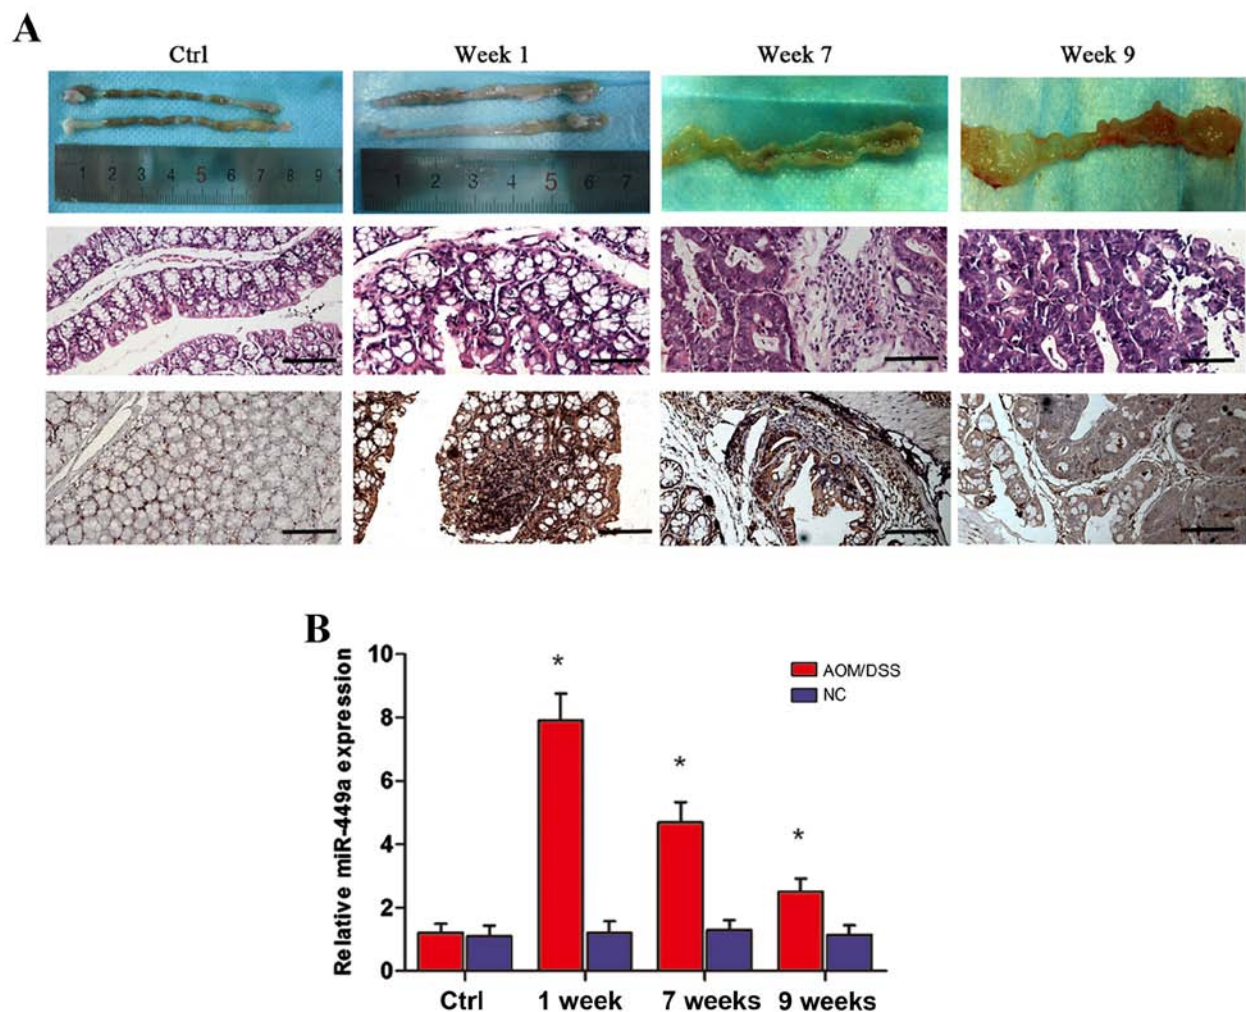 A
Ctrl Week 1 Week 7 Week 9
1 2 3 4 5 6 7 8 9 1
1 2 3 4 5 6 7
B
Relative miR-449a expression
10
8
6
4
2
0
* * *
AOM/DSS
NC
Ctrl 1 week 7 weeks 9 weeks